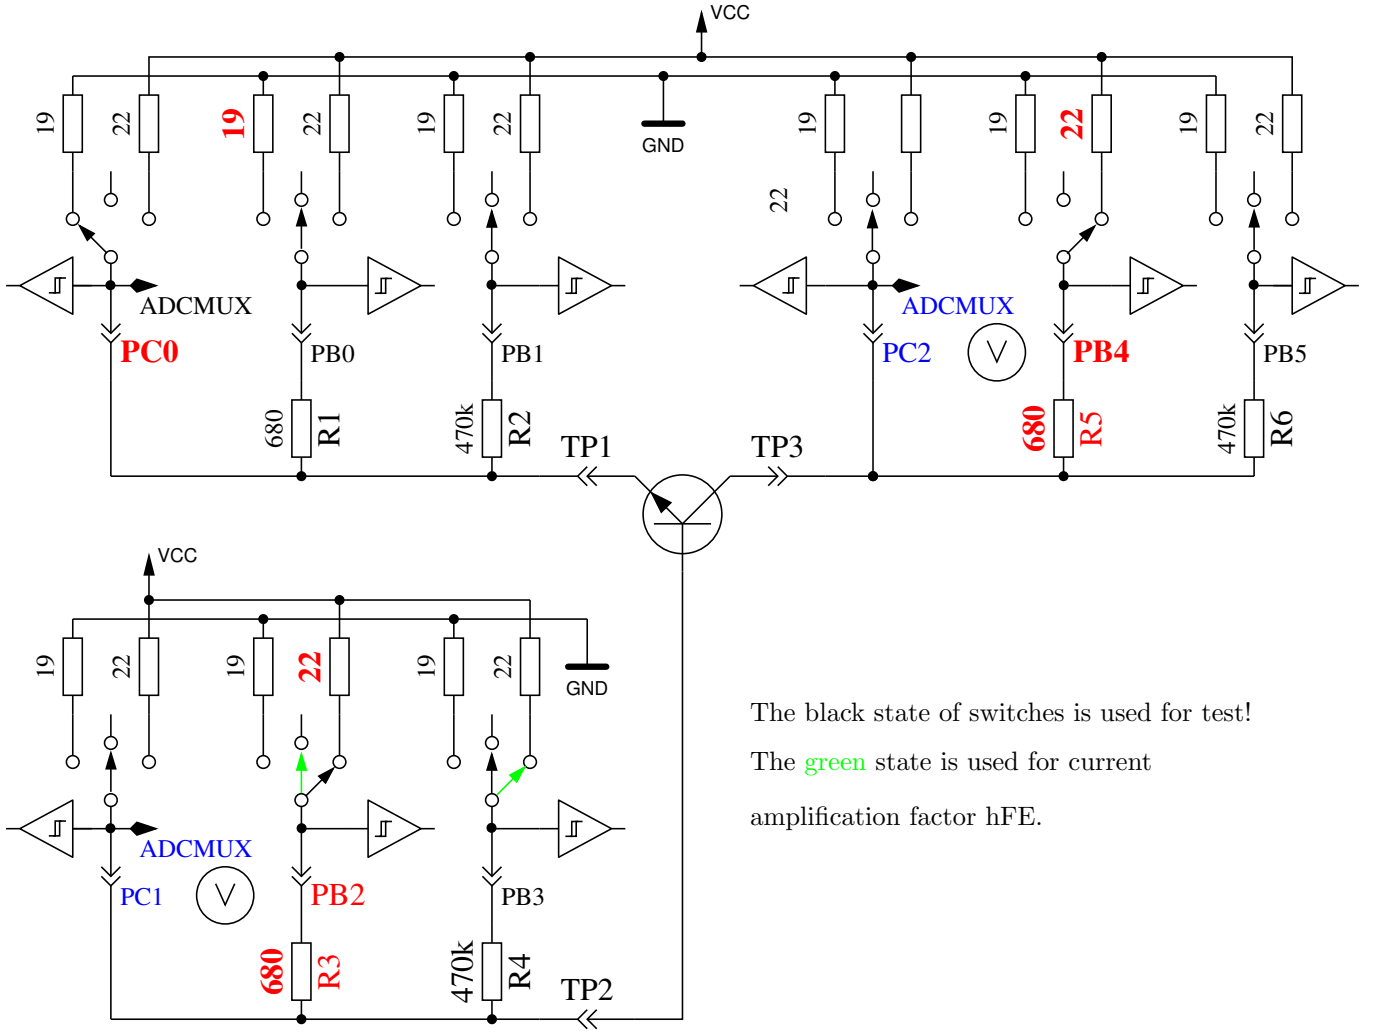 VCC
19
22
19
22
19
22
GND
19
22
19
22
19
22
ADCMUX
ADCMUX
PC0
PB0
PB1
PC2
V
PB4
PB5
680
R1
470k
R2
680
R5
470k
R6
TP1
TP3
VCC
19
22
19
22
19
22
GND
ADCMUX
PC1
V
PB2
PB3
680
R3
470k
R4
TP2
The black state of switches is used for test!
The green state is used for current
amplification factor hFE.